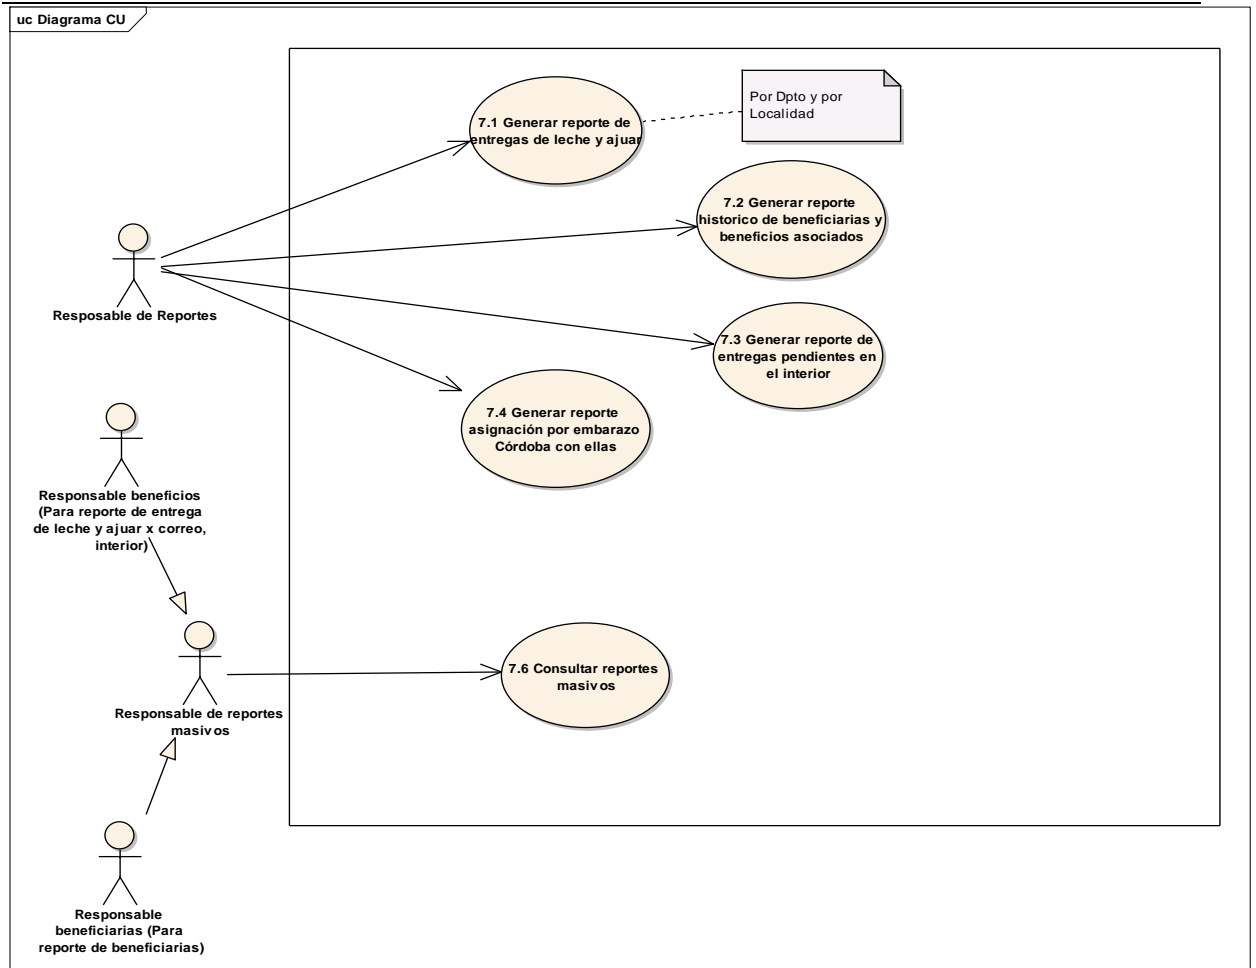 uc Diagrama CU
7.1 Generar reporte de
entregas de leche y ajuar
Por Dpto y por
Localidad
7.2 Generar reporte
historico de beneficiarias y
beneficios asociados
Resposable de Reportes
7.3 Generar reporte de
entregas pendientes en
el interior
7.4 Generar reporte
asignación por embarazo
Córdoba con ellas
Responsable beneficios
(Para reporte de entrega
de leche y ajuar x correo,
interior)
7.6 Consultar reportes
masivos
Responsable de reportes
masivos
Responsable
beneficiarias (Para
reporte de beneficiarias)